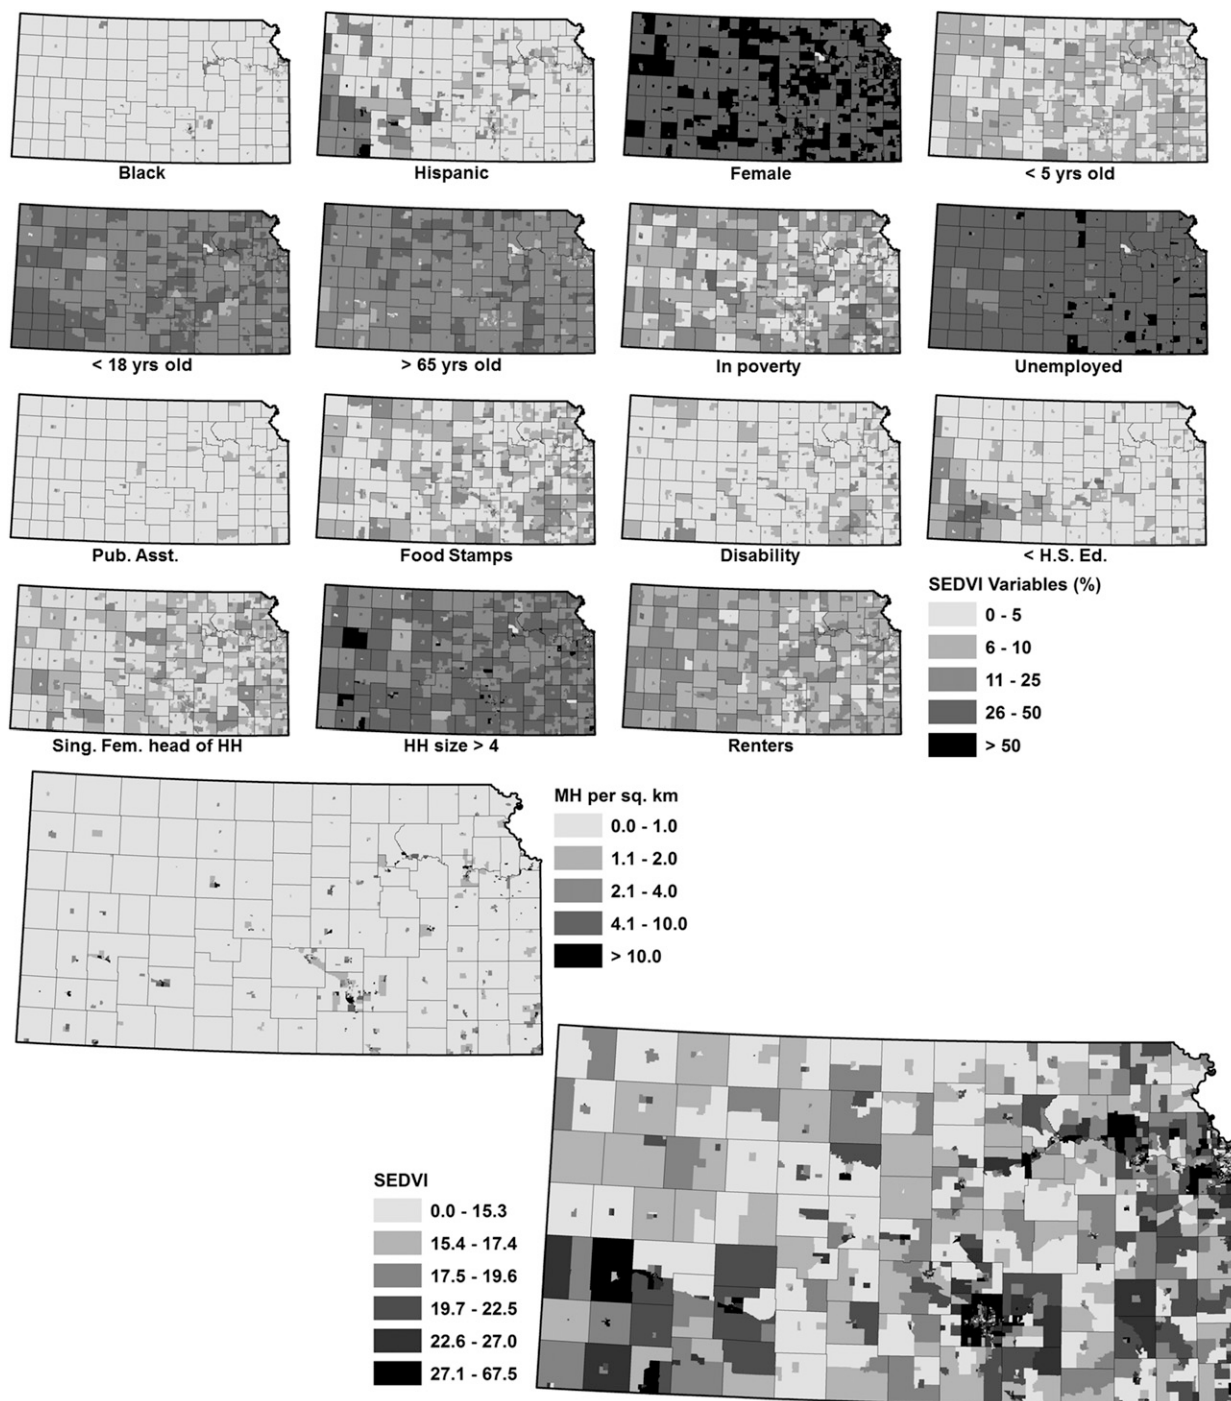 Black
Hispanic
Female
< 5 yrs old
< 18 yrs old
> 65 yrs old
In poverty
Unemployed
Pub. Asst.
Food Stamps
Disability
< H.S. Ed.
Sing. Fem. head of HH
HH size > 4
Renters
SEDVI Variables (%)
0 - 5
6 - 10
11 - 25
26 - 50
> 50
MH per sq. km
0.0 - 1.0
1.1 - 2.0
2.1 - 4.0
4.1 - 10.0
> 10.0
SEDVI
0.0 - 15.3
15.4 - 17.4
17.5 - 19.6
19.7 - 22.5
22.6 - 27.0
27.1 - 67.5